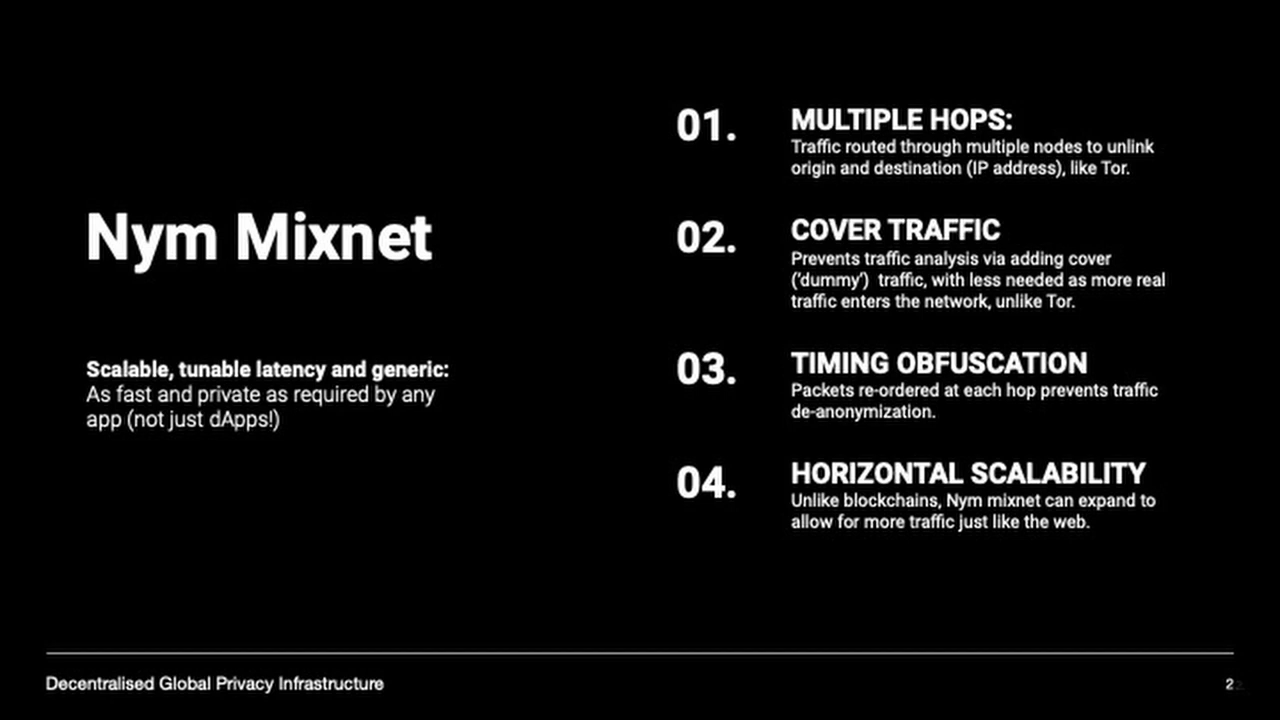 Nym Mixnet
Scalable, tunable latency and generic:
As fast and private as required by any
app (not just dApps!)
01.
MULTIPLE HOPS:
Traffic routed through multiple nodes to unlink
origin and destination (IP address), like Tor.
02.
COVER TRAFFIC
Prevents traffic analysis via adding cover
('dummy')  traffic, with less needed as more real
traffic enters the network, unlike Tor.
03.
TIMING OBFUSCATION
Packets re-ordered at each hop prevents traffic
de-anonymization.
04.
HORIZONTAL SCALABILITY
Unlike blockchains, Nym mixnet can expand to
allow for more traffic just like the web.
Decentralised Global Privacy Infrastructure
2